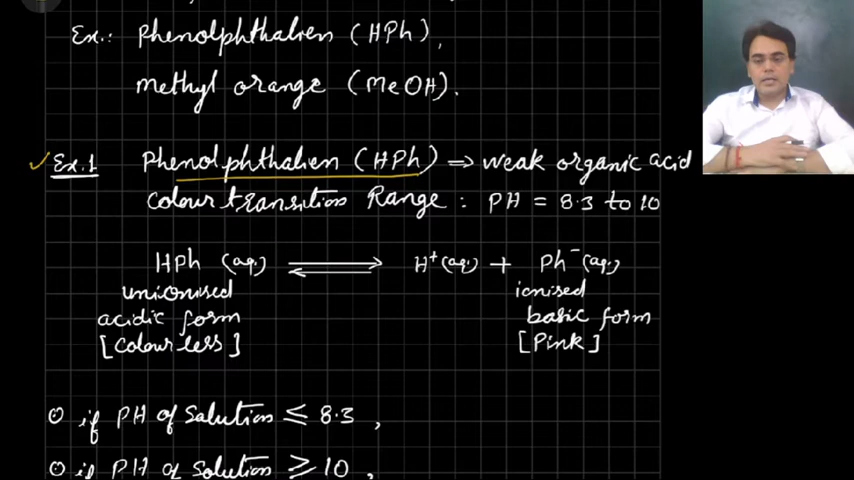 Ex.: Phenolphthalien (HPh),
methyl orange (MeOH).
Ex.1 Phenolphthalien (HPh) → weak organic acid
colour transition Range : PH = 8.3 to 10
HPh (aq.) ⇌ H⁺(aq.) + Ph⁻(aq.)
unionised ionised
acidic form basic form
[colourless] [Pink]
if PH of Solution ≤ 8.3 ,
if PH of Solution ≥ 10 ,